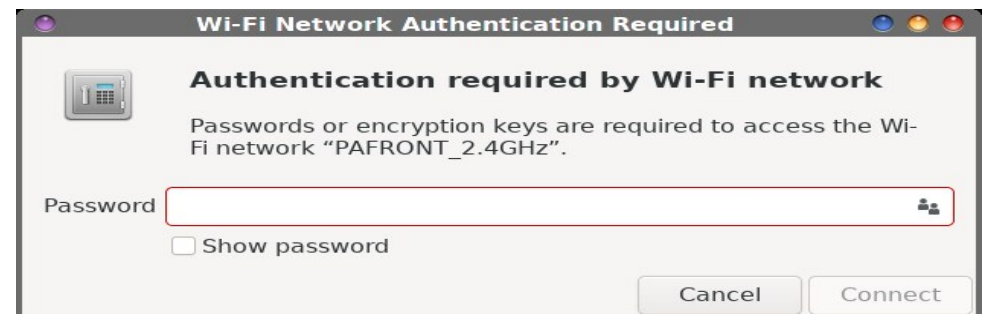 Wi-Fi Network Authentication Required
Authentication required by Wi-Fi network
Passwords or encryption keys are required to access the Wi-
Fi network “PAFRONT_2.4GHz”.
Password
Show password
Cancel
Connect